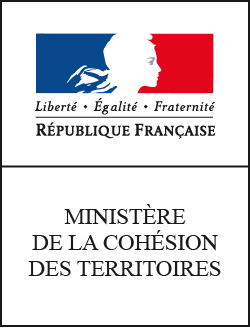 Liberté • Égalité • Fraternité
RÉPUBLIQUE FRANÇAISE
MINISTÈRE
DE LA COHÉSION
DES TERRITOIRES